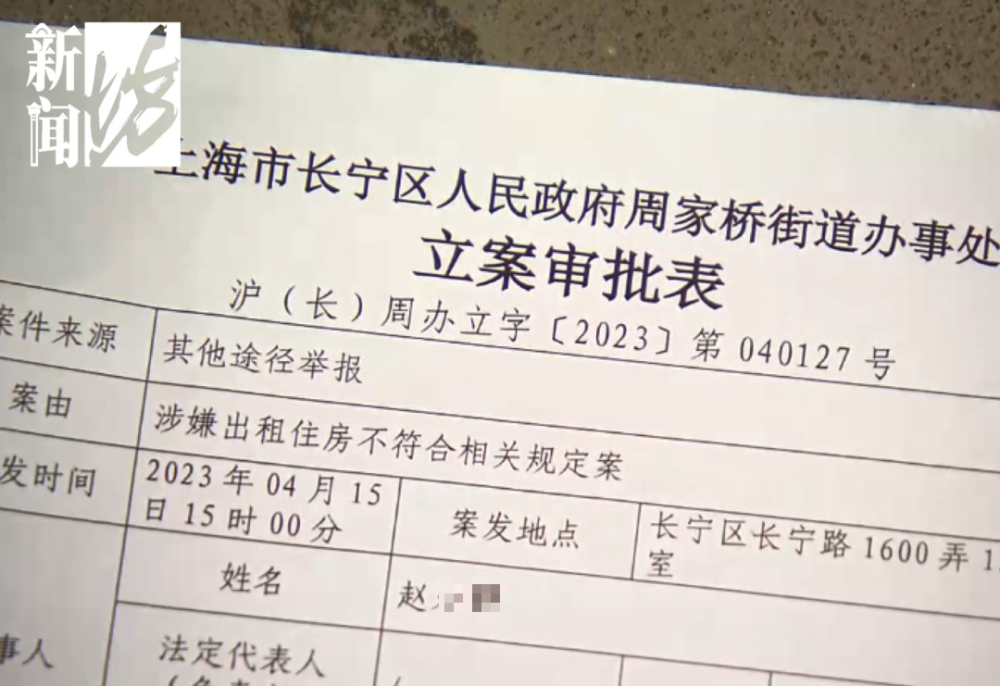 新闻坊
上海市长宁区人民政府周家桥街道办事处
立案审批表
沪（长）周办立字〔2023〕第 040127 号
案件来源 其他途径举报
案由 涉嫌出租住房不符合相关规定案
发时间 2023 年 04 月 15 日 15 时 00 分 案发地点 长宁区长宁路 1600 弄 1 室
姓名 赵
事人 法定代表人